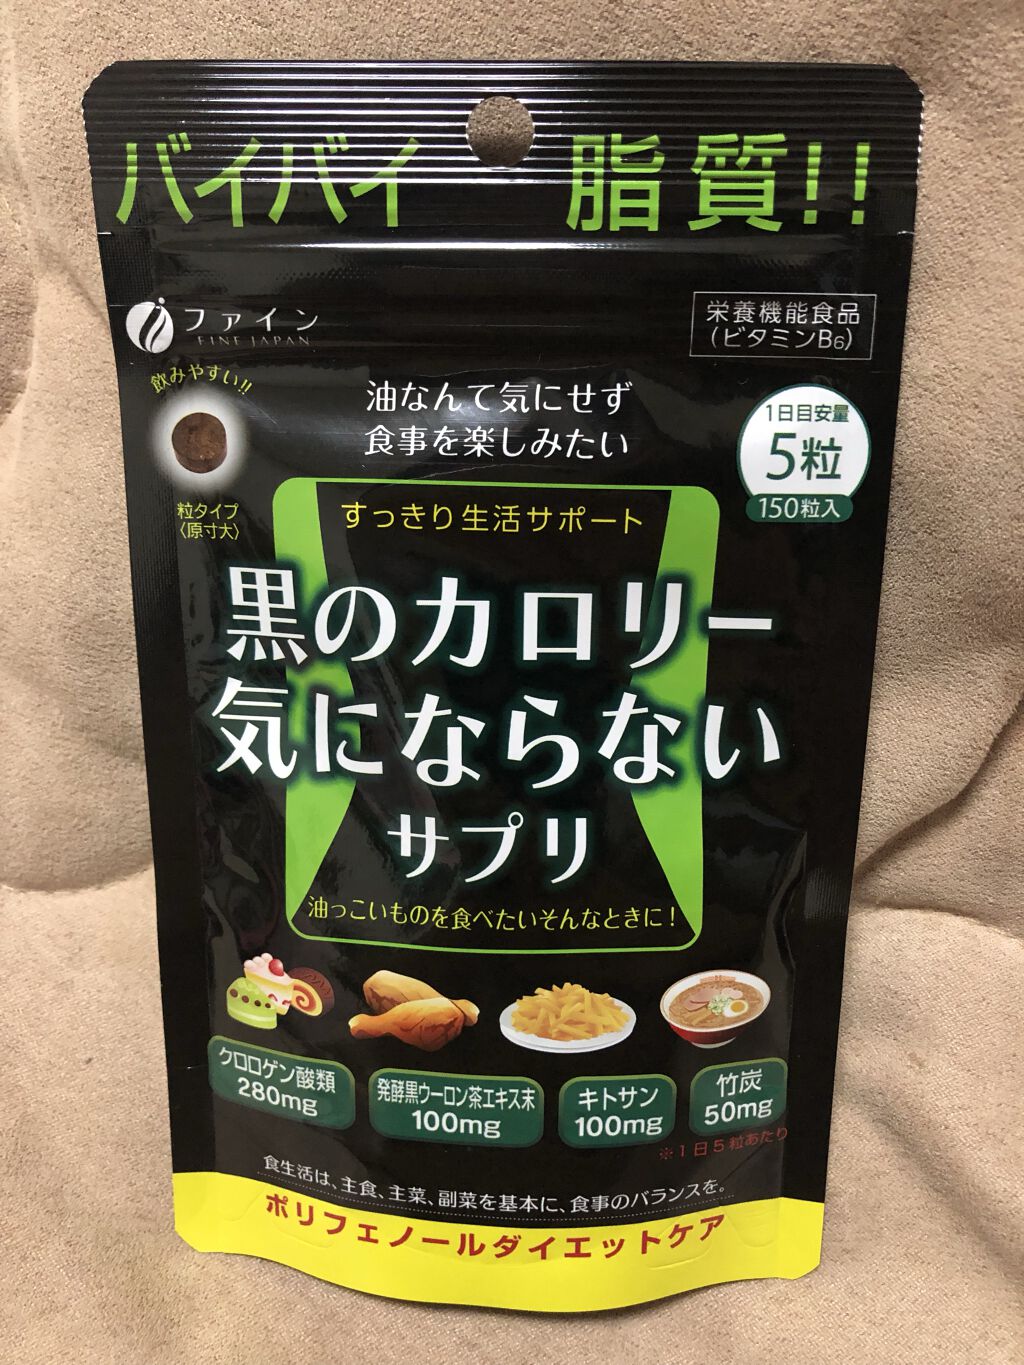 バイバイ 脂質!!
ファイン
FINE JAPAN
栄養機能食品
(ビタミンB6)
飲みやすい!!
粒タイプ
〈原寸大〉
油なんて気にせず
食事を楽しみたい
1日目安量
5粒
150粒入
すっきり生活サポート
黒のカロリー
気にならない
サプリ
油っこいものを食べたいそんなときに!
クロロゲン酸類
280mg
発酵黒ウーロン茶エキス末
100mg
キトサン
100mg
竹炭
50mg
※1日5粒あたり
食生活は、主食、主菜、副菜を基本に、食事のバランスを。
ポリフェノールダイエットケア